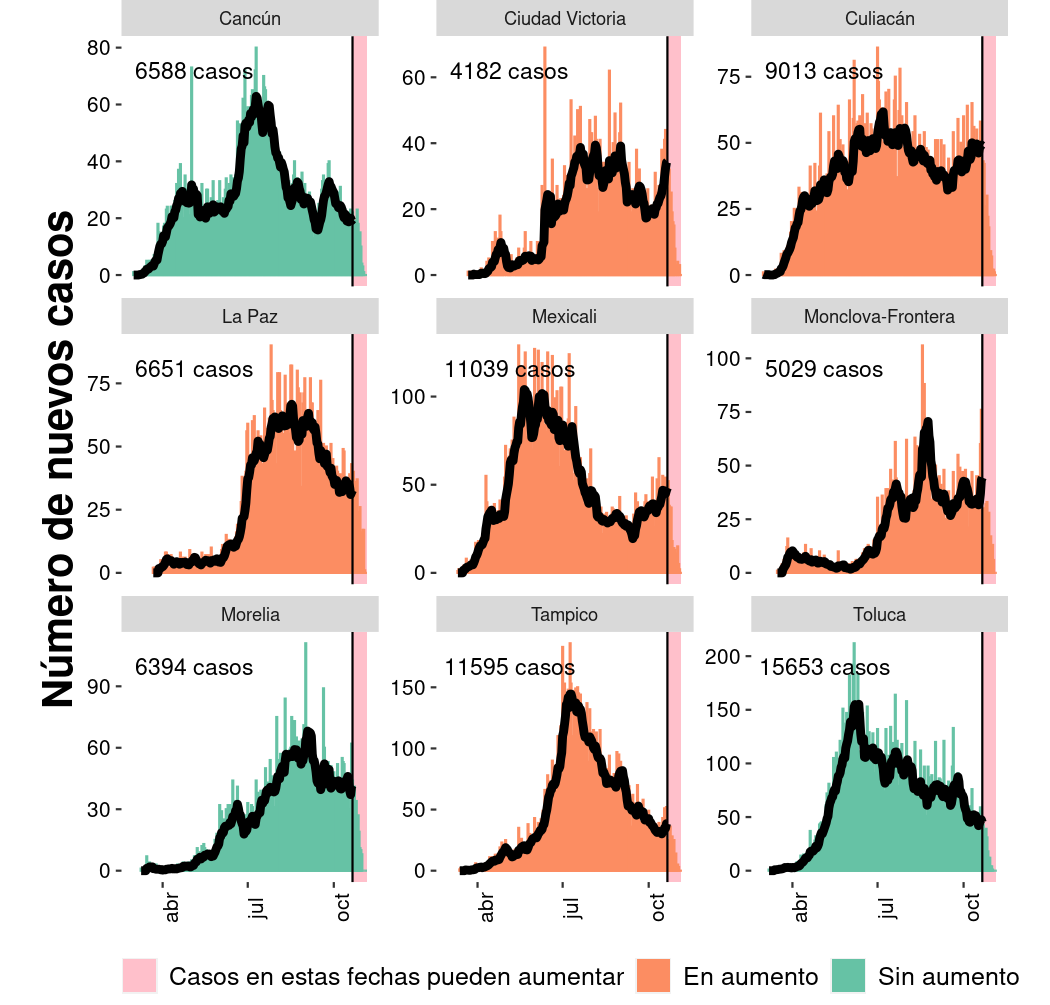 Número de nuevos casos
Cancún
Ciudad Victoria
Culiacán
6588 casos
4182 casos
9013 casos
80
60
40
20
0
60
40
20
0
75
50
25
0
La Paz
Mexicali
Monclova-Frontera
6651 casos
11039 casos
5029 casos
75
50
25
0
100
50
0
100
75
50
25
0
Morelia
Tampico
Toluca
6394 casos
11595 casos
15653 casos
90
60
30
0
150
100
50
0
200
150
100
50
0
abr
jul
oct
abr
jul
oct
abr
jul
oct
Casos en estas fechas pueden aumentar
En aumento
Sin aumento